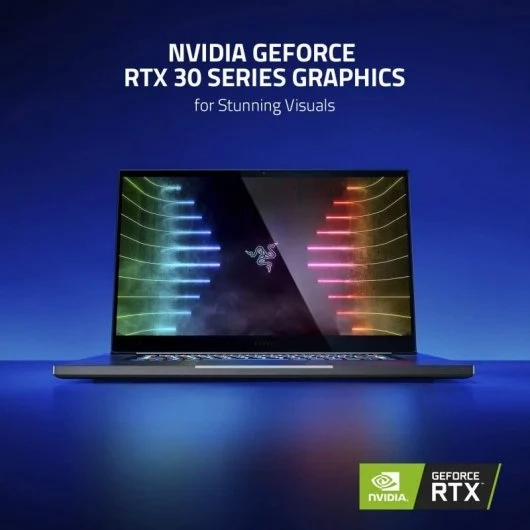 NVIDIA GEFORCE
RTX 30 SERIES GRAPHICS
for Stunning Visuals
NVIDIA.
GEFORCE
RTX